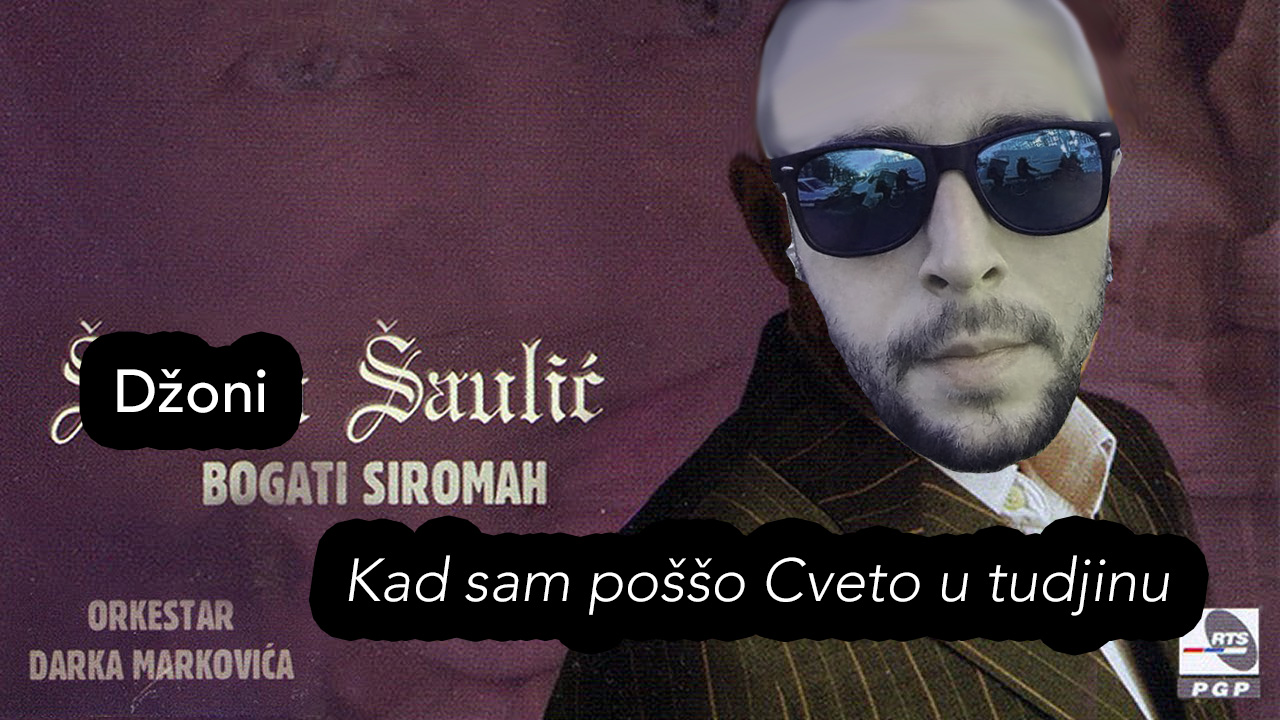 Džoni Šaulić
BOGATI SIROMAH
Kad sam poššo Cveto u tudjinu
ORKESTAR
DARKA MARKOVIĆA
RTS
PGP